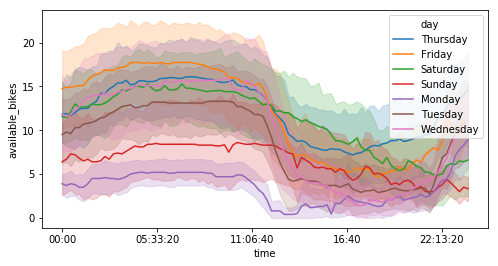 day
Thursday
Friday
Saturday
Sunday
Monday
Tuesday
Wednesday
20
15
10
5
0
available_bikes
00:00 05:33:20 11:06:40 16:40 22:13:20
time